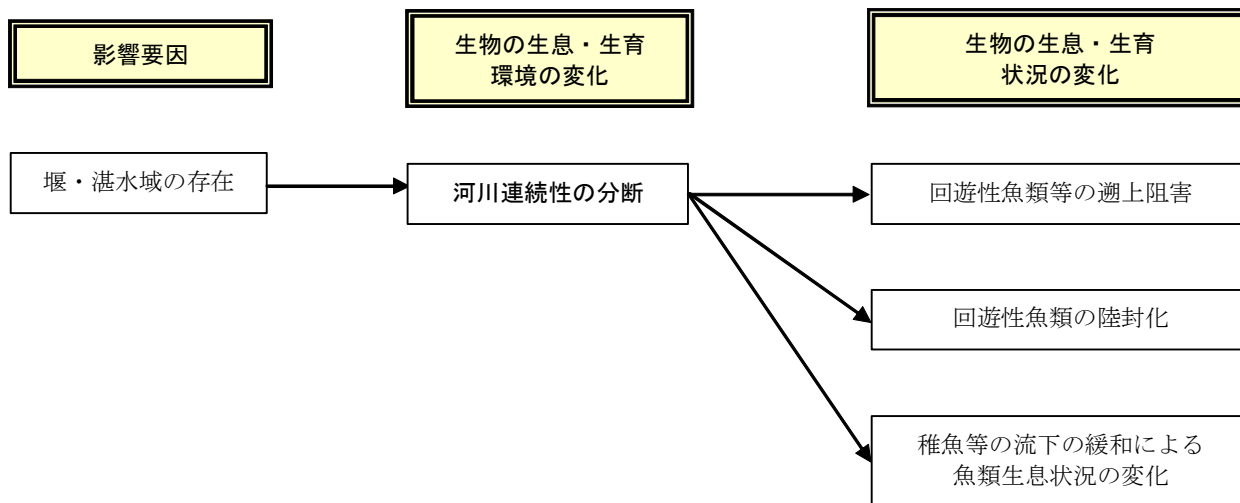 影響要因
生物の生息・生育
環境の変化
生物の生息・生育
状況の変化
堰・湛水域の存在
河川連続性の分断
回遊性魚類等の遡上阻害
回遊性魚類の陸封化
稚魚等の流下の緩和による
魚類生息状況の変化